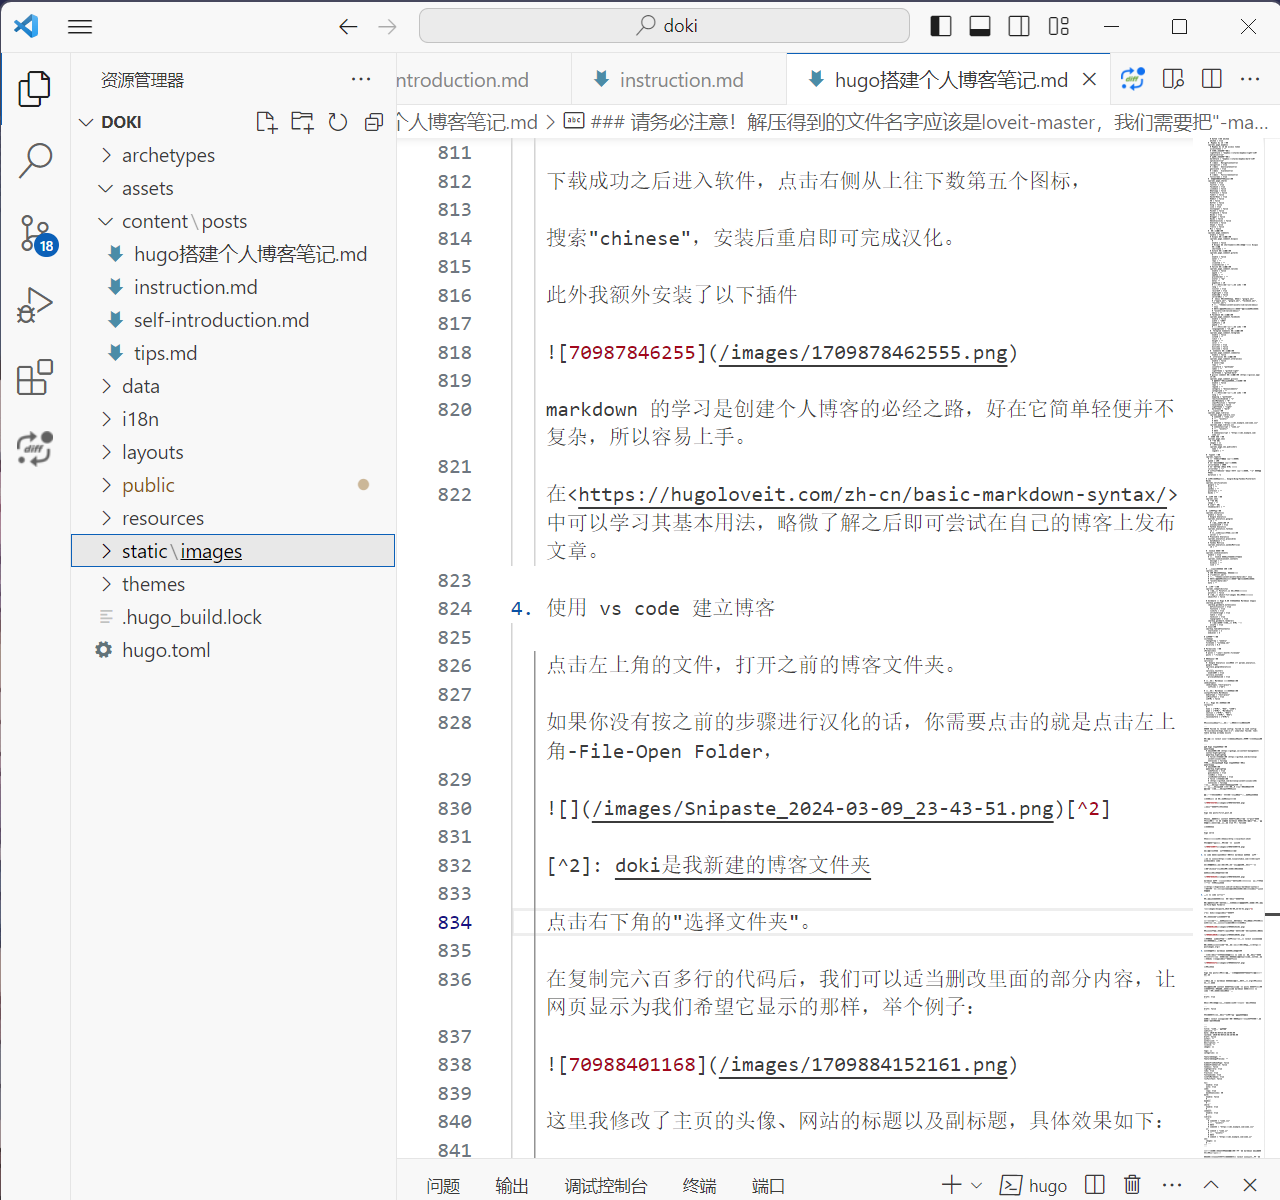 doki
资源管理器
DOKI
archetypes
assets
content\posts
hugo搭建个人博客笔记.md
instruction.md
self-introduction.md
tips.md
data
i18n
layouts
public
resources
static\images
themes
.hugo_build.lock
hugo.toml
18
diff
ntroduction.md
instruction.md
hugo搭建个人博客笔记.md
diff
个人博客笔记.md > abc ### 请务必注意！解压得到的文件名字应该是loveit-master，我们需要把"-ma...
811
812 下载成功之后进入软件，点击右侧从上往下数第五个图标，
813
814 搜索"chinese"，安装后重启即可完成汉化。
815
816 此外我额外安装了以下插件
817
818 ![70987846255](/images/1709878462555.png)
819
820 markdown 的学习是创建个人博客的必经之路，好在它简单轻便并不
复杂，所以容易上手。
821
822 在<https://hugoloveit.com/zh-cn/basic-markdown-syntax/>
中可以学习其基本用法，略微了解之后即可尝试在自己的博客上发布
文章。
823
824 4. 使用 vs code 建立博客
825
826 点击左上角的文件，打开之前的博客文件夹。
827
828 如果你没有按之前的步骤进行汉化的话，你需要点击的就是点击左上
角-File-Open Folder，
829
830 ![](/images/Snipaste_2024-03-09_23-43-51.png)[^2]
831
832 [^2]: doki是我新建的博客文件夹
833
834 点击右下角的"选择文件夹"。
835
836 在复制完六百多行的代码后，我们可以适当删改里面的部分内容，让
网页显示为我们希望它显示的那样，举个例子：
837
838 ![70988401168](/images/1709884152161.png)
839
840 这里我修改了主页的头像、网站的标题以及副标题，具体效果如下：
841
问题 输出 调试控制台 终端 端口
hugo